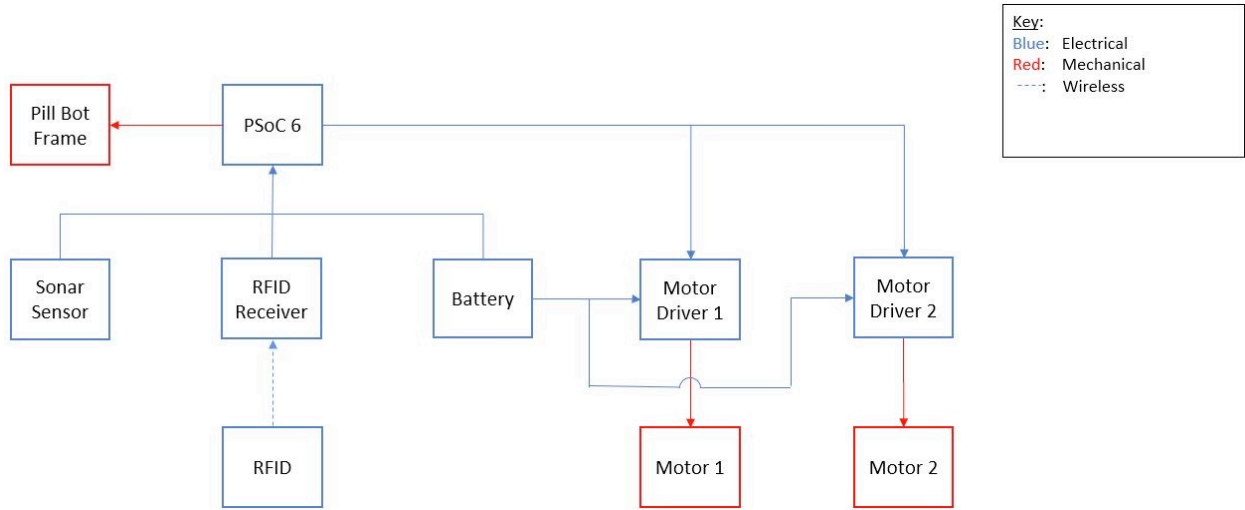 Key:
Blue: Electrical
Red: Mechanical
: Wireless
Pill Bot
Frame
PSoC 6
Sonar
Sensor
RFID
Receiver
Battery
Motor
Driver 1
Motor
Driver 2
RFID
Motor 1
Motor 2